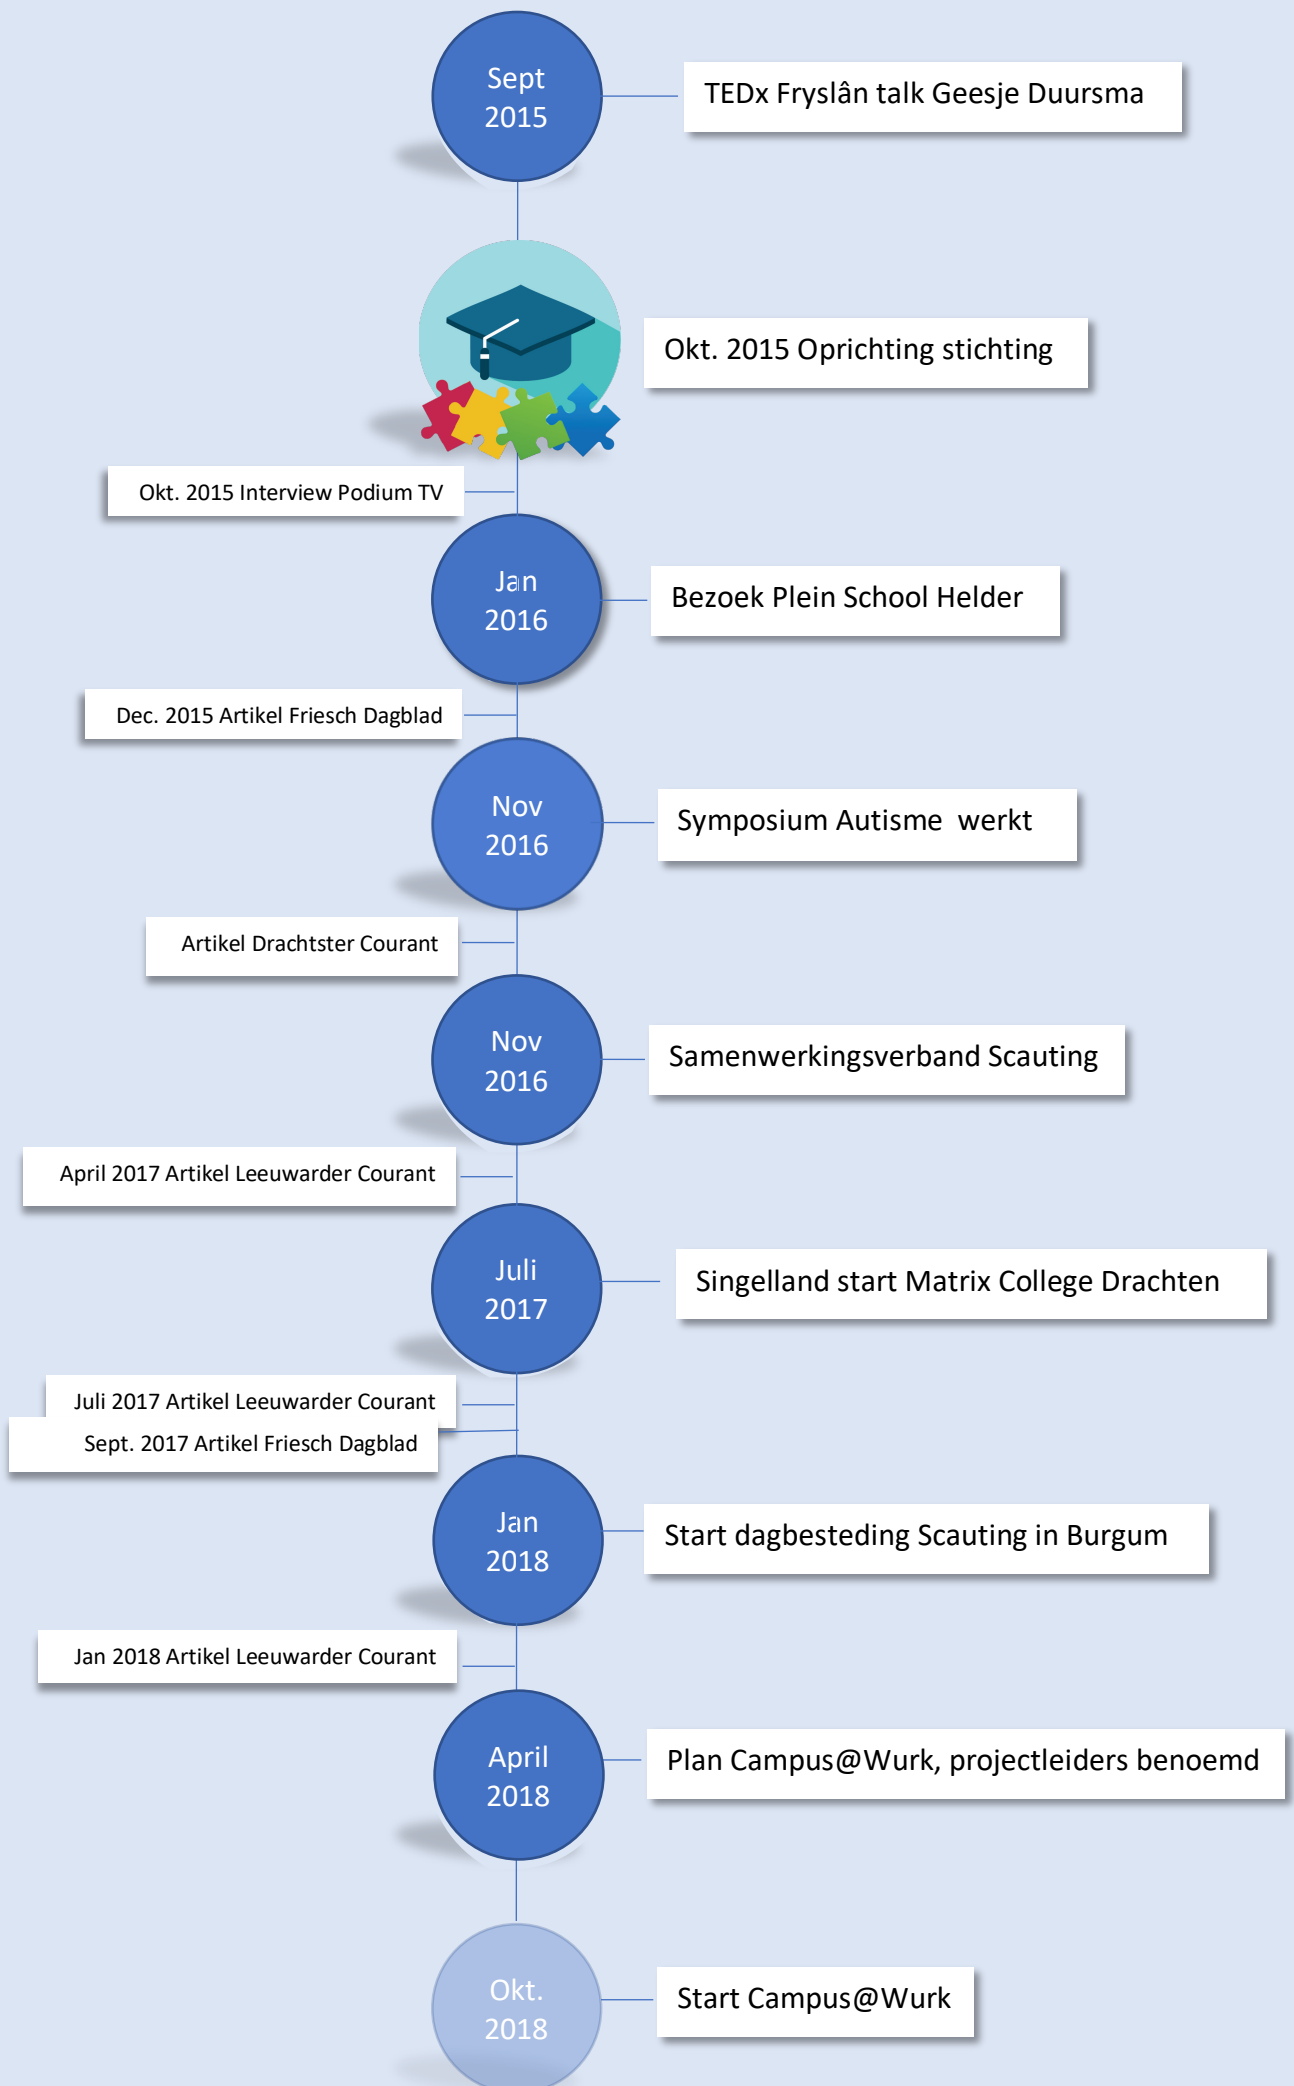 Sept
2015
TEDx Fryslân talk Geesje Duursma
Okt. 2015 Oprichting stichting
Okt. 2015 Interview Podium TV
Jan
2016
Bezoek Plein School Helder
Dec. 2015 Artikel Friesch Dagblad
Nov
2016
Symposium Autisme  werkt
Artikel Drachtster Courant
Nov
2016
Samenwerkingsverband Scauting
April 2017 Artikel Leeuwarder Courant
Juli
2017
Singelland start Matrix College Drachten
Juli 2017 Artikel Leeuwarder Courant
Sept. 2017 Artikel Friesch Dagblad
Jan
2018
Start dagbesteding Scauting in Burgum
Jan 2018 Artikel Leeuwarder Courant
April
2018
Plan Campus@Wurk, projectleiders benoemd
Okt.
2018
Start Campus@Wurk